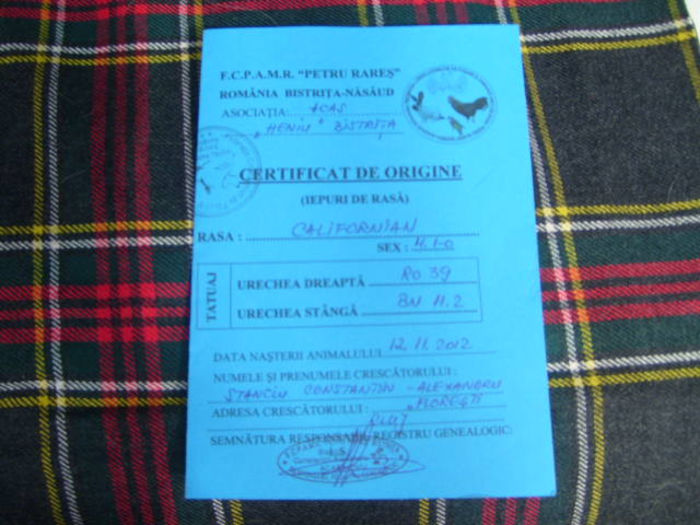 F.C.P.A.M.R. “PETRU RAREȘ”
ROMÂNIA BISTRIȚA-NĂSĂUD
ASOCIAȚIA:
„HENIU" BISTRIȚA
CERTIFICAT DE ORIGINE
(IEPURI DE RASĂ)
RASA : CALIFORNIAN
SEX : M. 1-0
TATUAJ
URECHEA DREAPTĂ RO 39
URECHEA STÂNGĂ BN 11.2
DATA NAȘTERII ANIMALULUI 12 11. 2012
NUMELE ȘI PRENUMELE CRESCĂTORULUI :
STANCIU CONSTANTIN - ALEXANDRU
ADRESA CRESCĂTORULUI : FLOREȘTI
CLUJ
SEMNĂTURA RESPONSABIL REGISTRU GENEALOGIC: